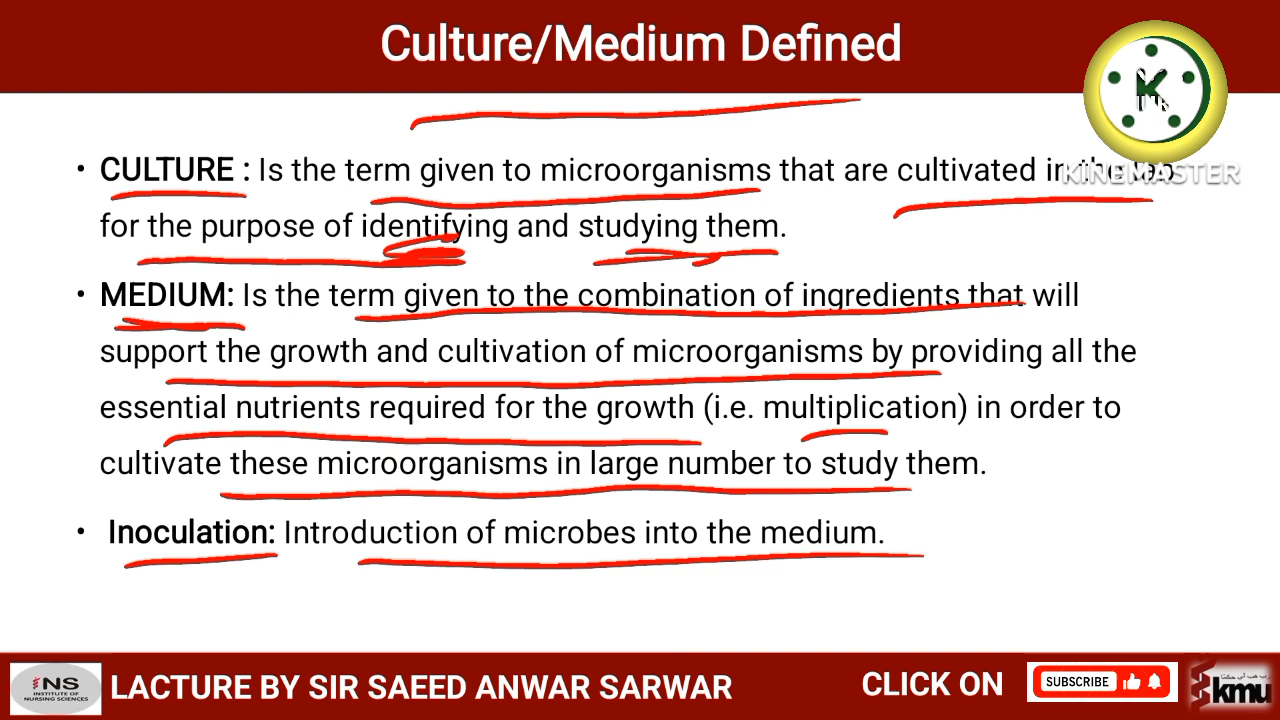 Culture/Medium Defined
KINEMASTER
• CULTURE : Is the term given to microorganisms that are cultivated in the lab
for the purpose of identifying and studying them.
• MEDIUM: Is the term given to the combination of ingredients that will
support the growth and cultivation of microorganisms by providing all the
essential nutrients required for the growth (i.e. multiplication) in order to
cultivate these microorganisms in large number to study them.
• Inoculation: Introduction of microbes into the medium.
INS
INSTITUTE OF
NURSING SCIENCES
LACTURE BY SIR SAEED ANWAR SARWAR
CLICK ON
SUBSCRIBE
kmu